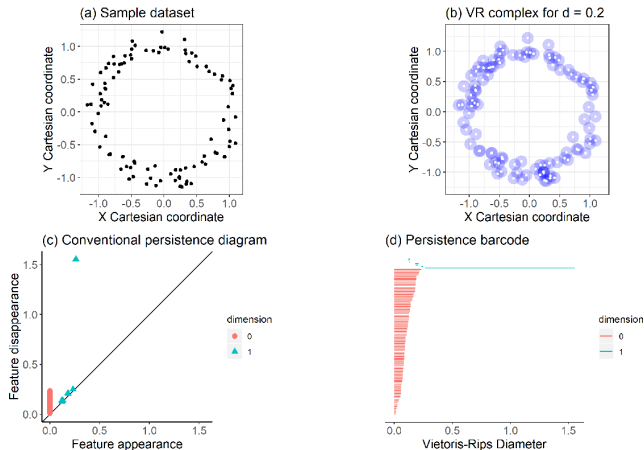 (a) Sample dataset
(b) VR complex for d = 0.2
Y Cartesian coordinate
1.0
0.5
0.0
-0.5
-1.0
-1.0 -0.5 0.0 0.5 1.0
X Cartesian coordinate
Y Cartesian coordinate
1.0
0.5
0.0
-0.5
-1.0
-1.0 -0.5 0.0 0.5 1.0
X Cartesian coordinate
(c) Conventional persistence diagram
Feature disappearance
1.5
1.0
0.5
0.0
0.0 0.5 1.0 1.5
Feature appearance
dimension
0
1
(d) Persistence barcode
0.0 0.5 1.0 1.5
Vietoris-Rips Diameter
dimension
0
1